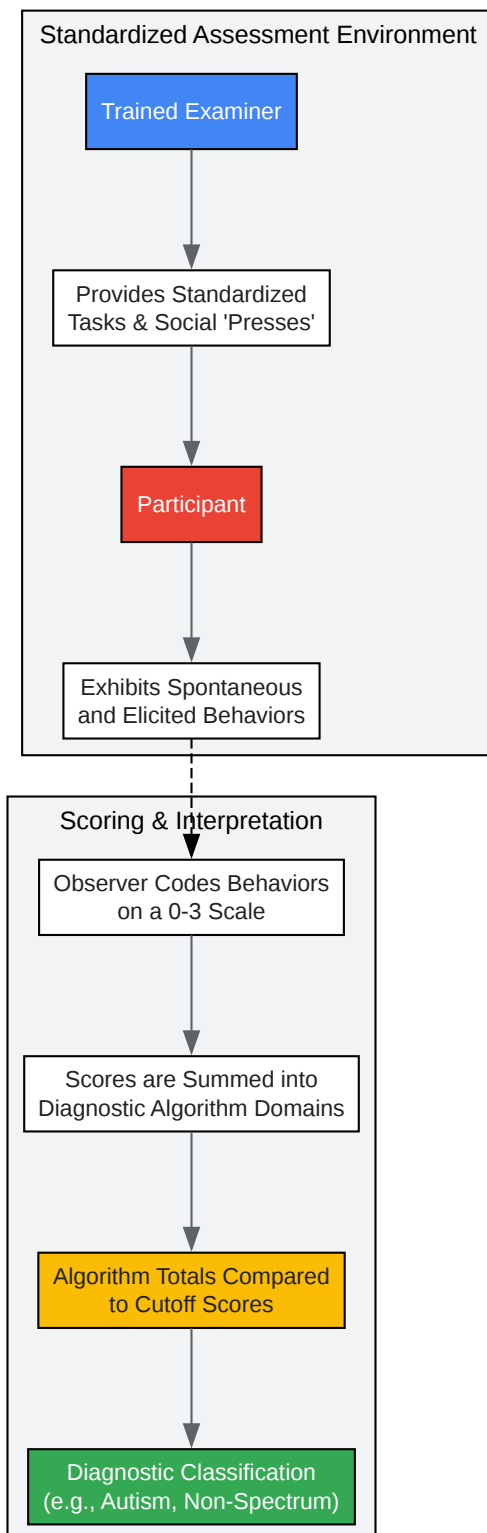 Standardized Assessment Environment
Trained Examiner
Provides Standardized
Tasks & Social 'Presses'
Participant
Exhibits Spontaneous
and Elicited Behaviors
Scoring & Interpretation
Observer Codes Behaviors
on a 0-3 Scale
Scores are Summed into
Diagnostic Algorithm Domains
Algorithm Totals Compared
to Cutoff Scores
Diagnostic Classification
(e.g., Autism, Non-Spectrum)